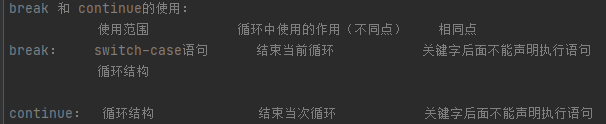 break 和 continue的使用:
使用范围 循环中使用的作用（不同点） 相同点
break: switch-case语句 结束当前循环 关键字后面不能声明执行语句
循环结构
continue: 循环结构 结束当次循环 关键字后面不能声明执行语句